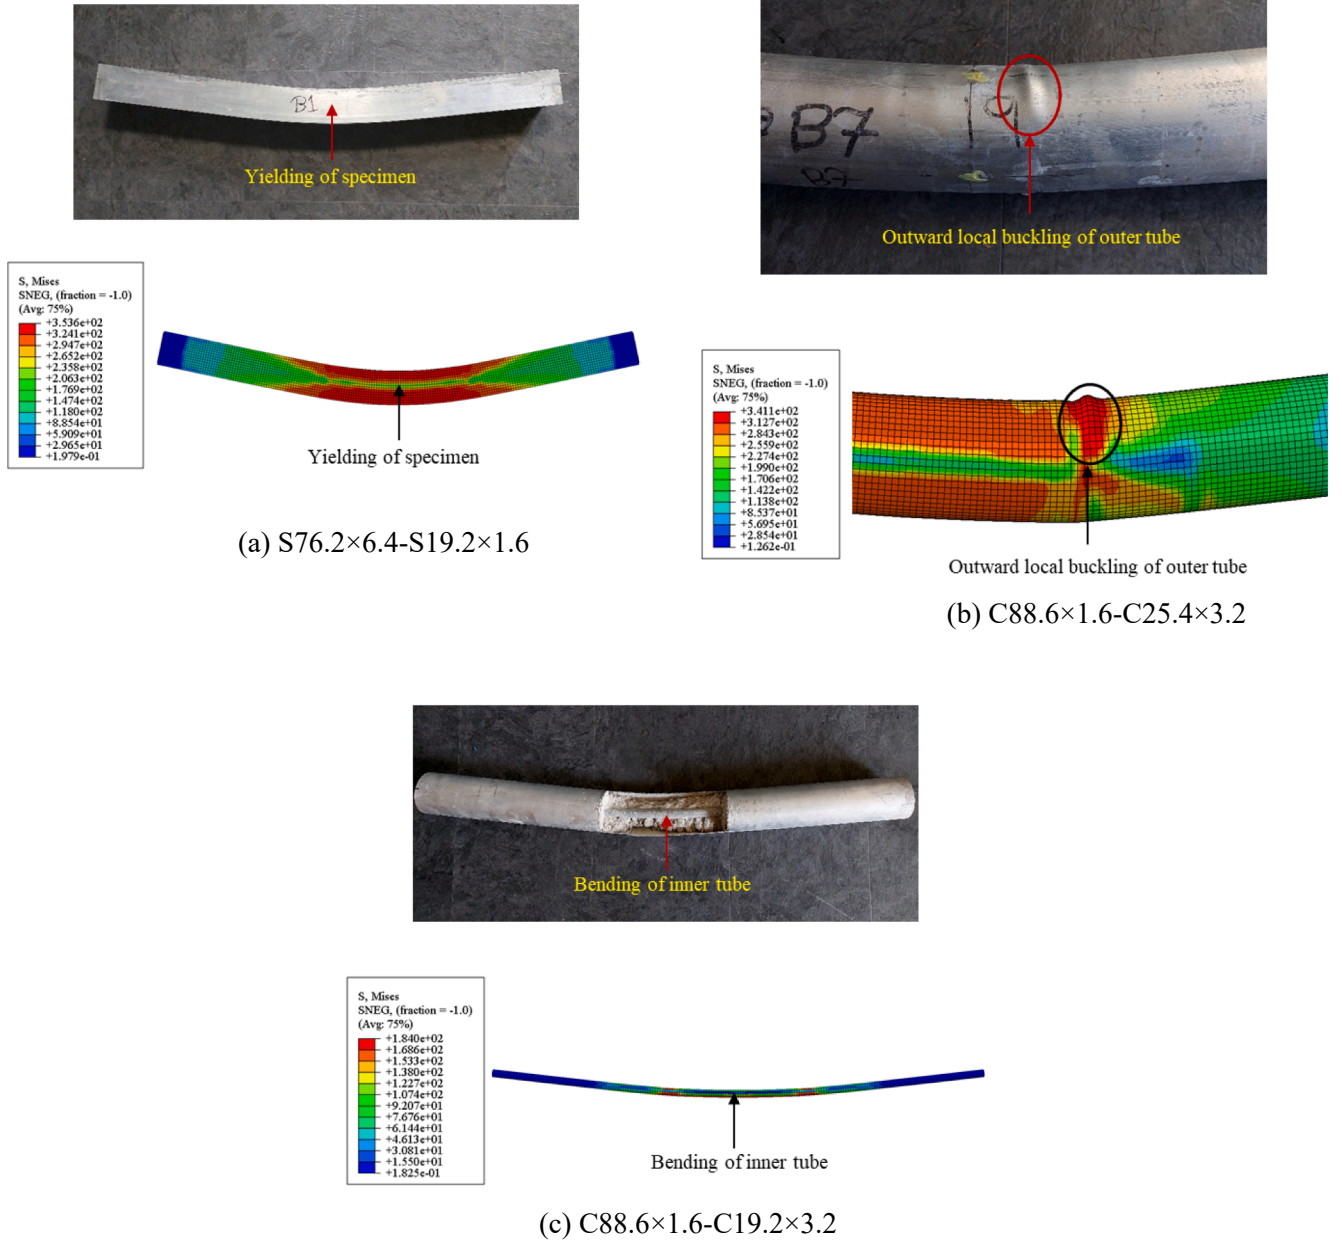 B1
Yielding of specimen
S, Mises
SNEG, (fraction = -1.0)
(Avg: 75%)
+3.536e+02
+3.241e+02
+2.947e+02
+2.652e+02
+2.358e+02
+2.063e+02
+1.769e+02
+1.474e+02
+1.180e+02
+8.854e+01
+5.909e+01
+2.965e+01
+1.979e-01
Yielding of specimen
(a) S76.2×6.4-S19.2×1.6
B7
19
B7
Outward local buckling of outer tube
S, Mises
SNEG, (fraction = -1.0)
(Avg: 75%)
+3.411e+02
+3.127e+02
+2.843e+02
+2.559e+02
+2.274e+02
+1.990e+02
+1.706e+02
+1.422e+02
+1.138e+02
+8.537e+01
+5.695e+01
+2.854e+01
+1.262e-01
Outward local buckling of outer tube
(b) C88.6×1.6-C25.4×3.2
Bending of inner tube
S, Mises
SNEG, (fraction = -1.0)
(Avg: 75%)
+1.840e+02
+1.686e+02
+1.533e+02
+1.380e+02
+1.227e+02
+1.074e+02
+9.207e+01
+7.676e+01
+6.144e+01
+4.613e+01
+3.081e+01
+1.550e+01
+1.825e-01
Bending of inner tube
(c) C88.6×1.6-C19.2×3.2